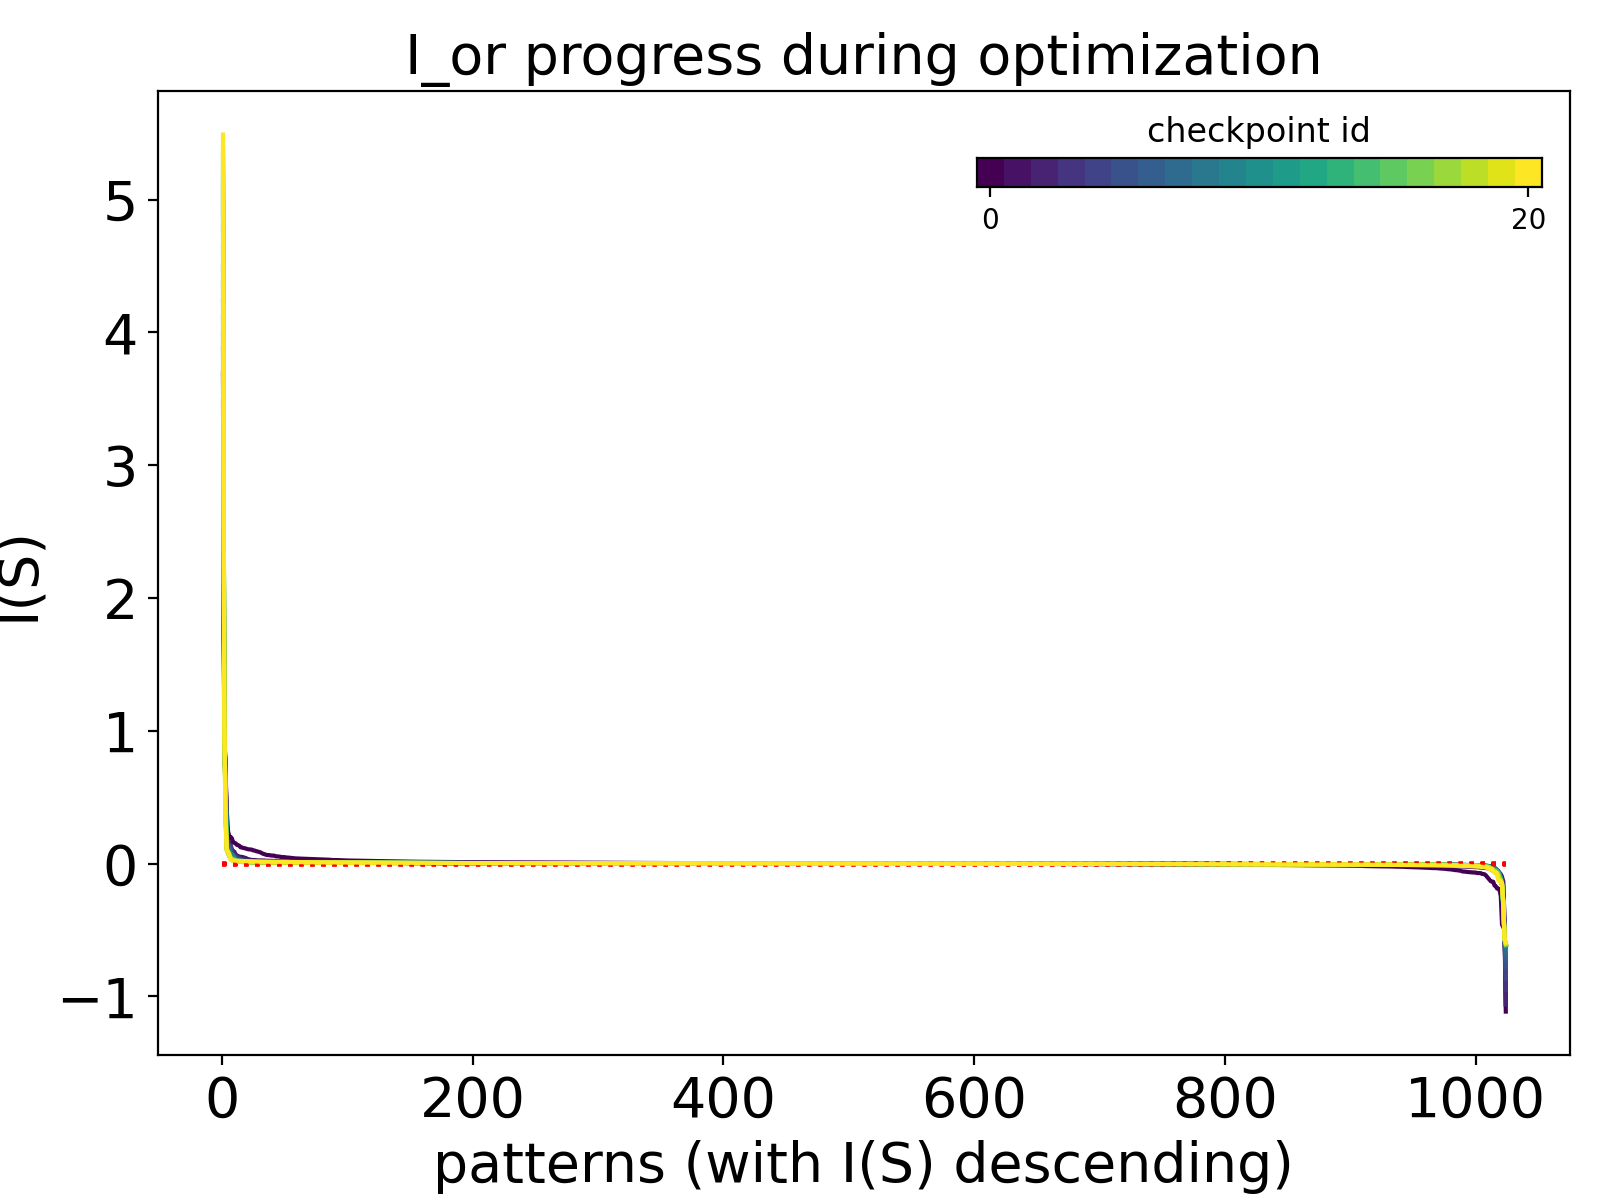 I_or progress during optimization
checkpoint id
0 20
5
4
3
2
1
0
−1
I(S)
0 200 400 600 800 1000
patterns (with I(S) descending)